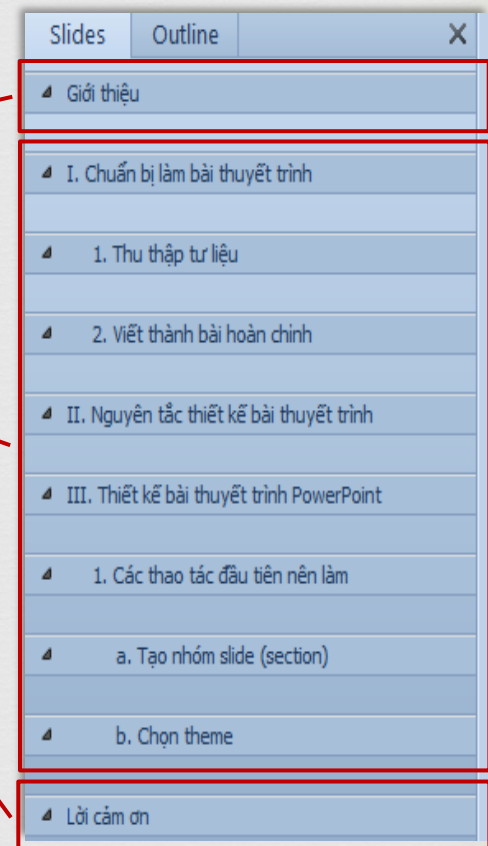 Slides Outline
Giới thiệu
I. Chuẩn bị làm bài thuyết trình
1. Thu thập tư liệu
2. Viết thành bài hoàn chỉnh
II. Nguyên tắc thiết kế bài thuyết trình
III. Thiết kế bài thuyết trình PowerPoint
1. Các thao tác đầu tiên nên làm
a. Tạo nhóm slide (section)
b. Chọn theme
Lời cảm ơn